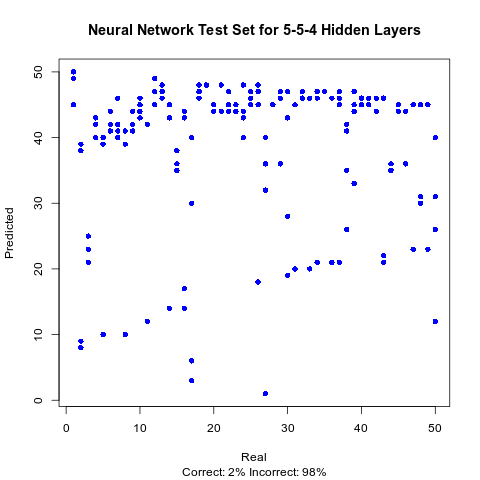 Neural Network Test Set for 5-5-4 Hidden Layers
50
40
30
20
10
0
Predicted
0 10 20 30 40 50
Real
Correct: 2% Incorrect: 98%